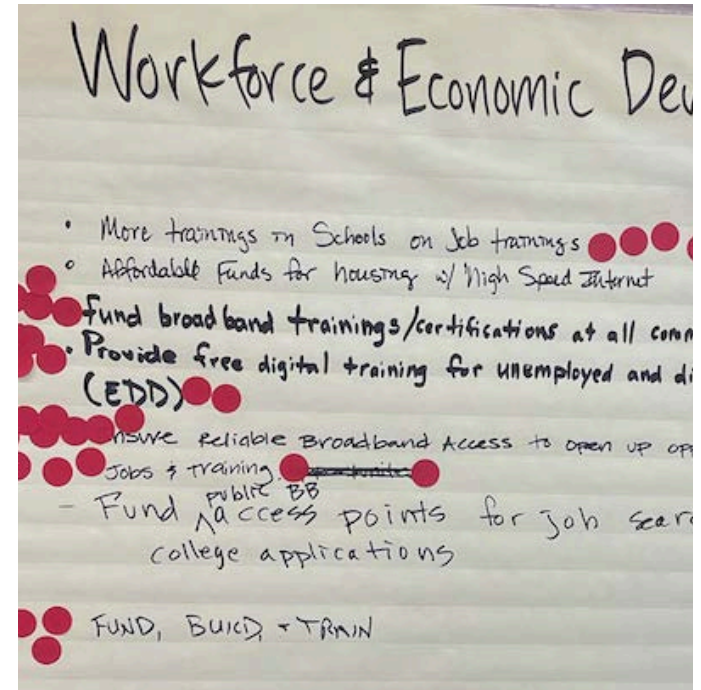 Workforce & Economic Dev
• More trainings in Schools on Job trainings
• Affordable Funds for housing w/ High Speed Internet
Fund broadband trainings/certifications at all comm
• Provide free digital training for unemployed and di
(EDD)
nsure Reliable Broadband Access to open up opp
Jobs & training
public BB
- Fund ^ access points for job sear
college applications
FUND, BUILD, + TRAIN